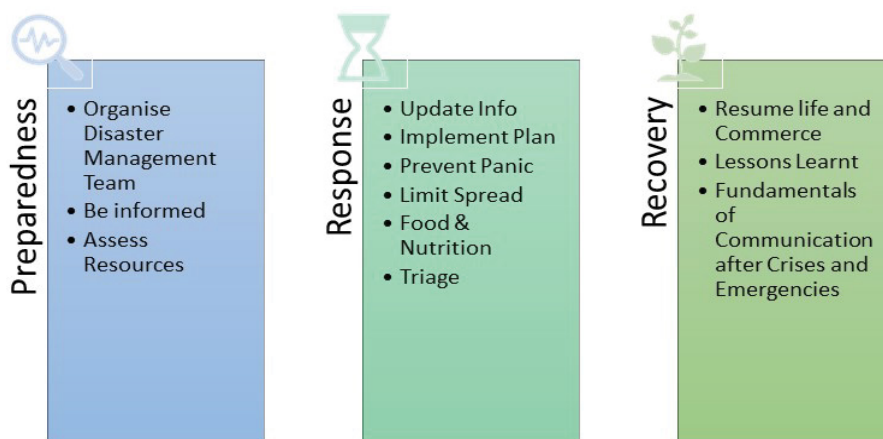 Preparedness
• Organise
Disaster
Management
Team
• Be informed
• Assess
Resources
Response
• Update Info
• Implement Plan
• Prevent Panic
• Limit Spread
• Food &
Nutrition
• Triage
Recovery
• Resume life and
Commerce
• Lessons Learnt
• Fundamentals
of
Communication
after Crises and
Emergencies